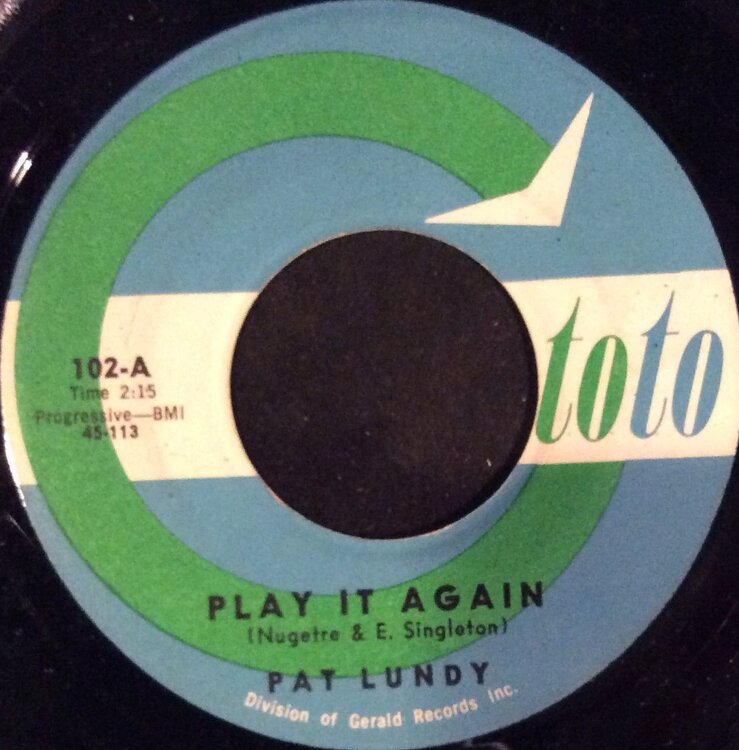 toto
102-A
Time 2:15
Progressive—BMI
45-113
PLAY IT AGAIN
(Nugetre & E. Singleton)
PAT LUNDY
Division of Gerald Records Inc.